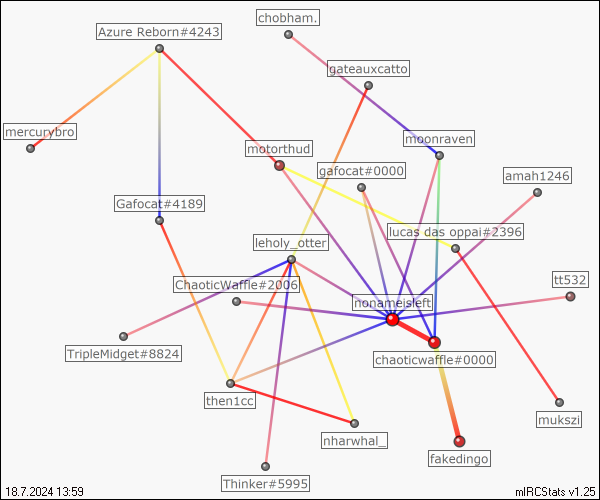 chobham.
Azure Reborn#4243
gateauxcatto
mercurybro
moonraven
motorthud
gafocat#0000
amah1246
Gafocat#4189
lucas das oppai#2396
leholy_otter
ChaoticWaffle#2006
tt532
nonameisleft
TripleMidget#8824
chaoticwaffle#0000
then1cc
mukszi
nharwhal_
fakedingo
Thinker#5995
18.7.2024 13:59
mIRCStats v1.25